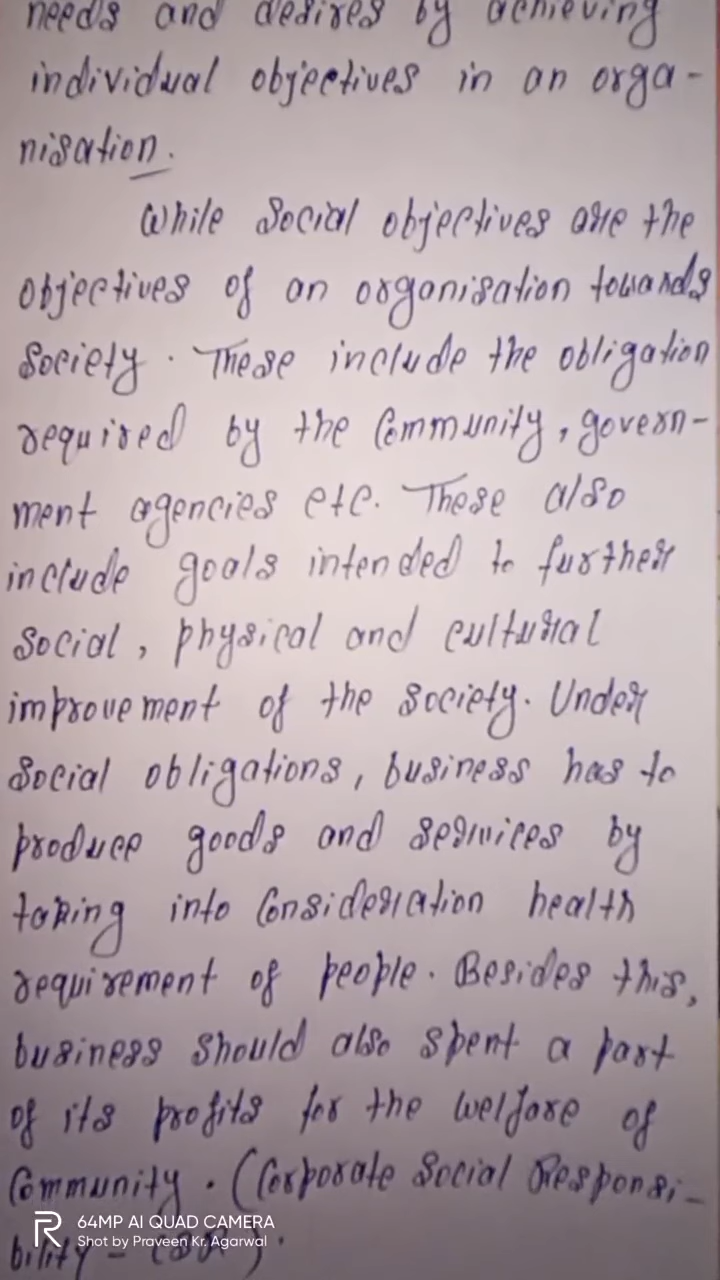 needs and desires by achieving
individual objectives in an orga-
nisation.
While Social objectives are the
objectives of an organisation towards
Society. These include the obligation
required by the Community, govern-
ment agencies etc. These also
include goals intended to further
Social, physical and cultural
improvement of the society. Under
Social obligations, business has to
produce goods and services by
taking into Consideration health
requirement of people. Besides this,
business should also spent a part
of its profits for the welfare of
Community. (Corporate Social Responsi-
bility - CSR).
64MP AI QUAD CAMERA
Shot by Praveen Kr. Agarwal